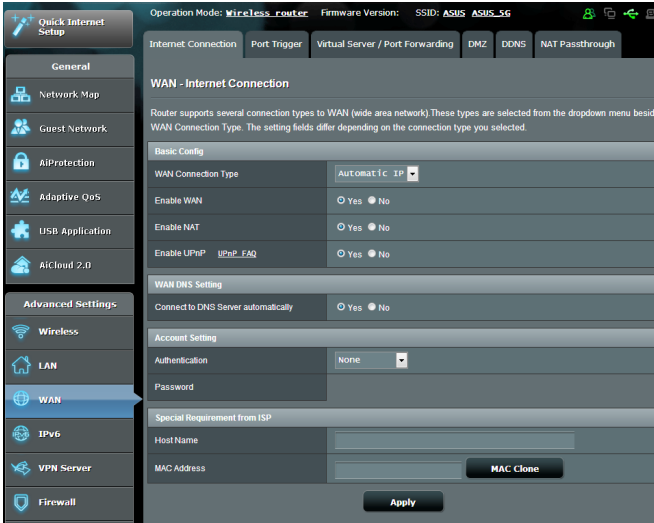 Quick Internet Setup
Operation Mode: Wireless router Firmware Version: SSID: ASUS ASUS_5G
Internet Connection Port Trigger Virtual Server / Port Forwarding DMZ DDNS NAT Passthrough
General
Network Map
Guest Network
AiProtection
Adaptive QoS
USB Application
AiCloud 2.0
Advanced Settings
Wireless
LAN
WAN
IPv6
VPN Server
Firewall
WAN - Internet Connection
Router supports several connection types to WAN (wide area network).These types are selected from the dropdown menu besid
WAN Connection Type. The setting fields differ depending on the connection type you selected.
Basic Config
WAN Connection Type Automatic IP
Enable WAN Yes No
Enable NAT Yes No
Enable UPnP UPnP FAQ Yes No
WAN DNS Setting
Connect to DNS Server automatically Yes No
Account Setting
Authentication None
Password
Special Requirement from ISP
Host Name
MAC Address MAC Clone
Apply